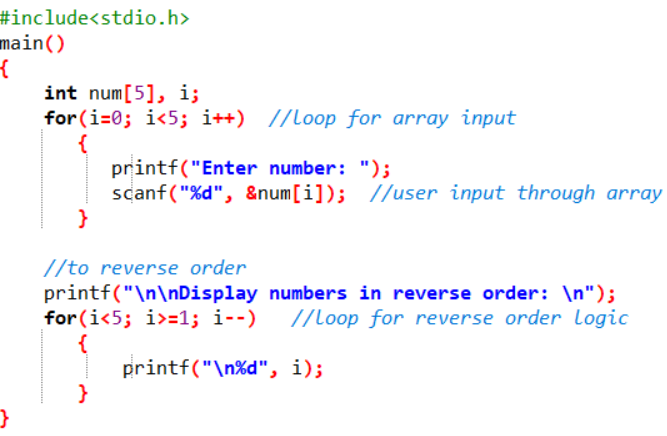 #include<stdio.h>
main()
{
int num[5], i;
for(i=0; i<5; i++) //loop for array input
{
printf("Enter number: ");
scanf("%d", &num[i]); //user input through array
}
//to reverse order
printf("\n\nDisplay numbers in reverse order: \n");
for(i<5; i>=1; i--) //loop for reverse order logic
{
printf("\n%d", i);
}
}